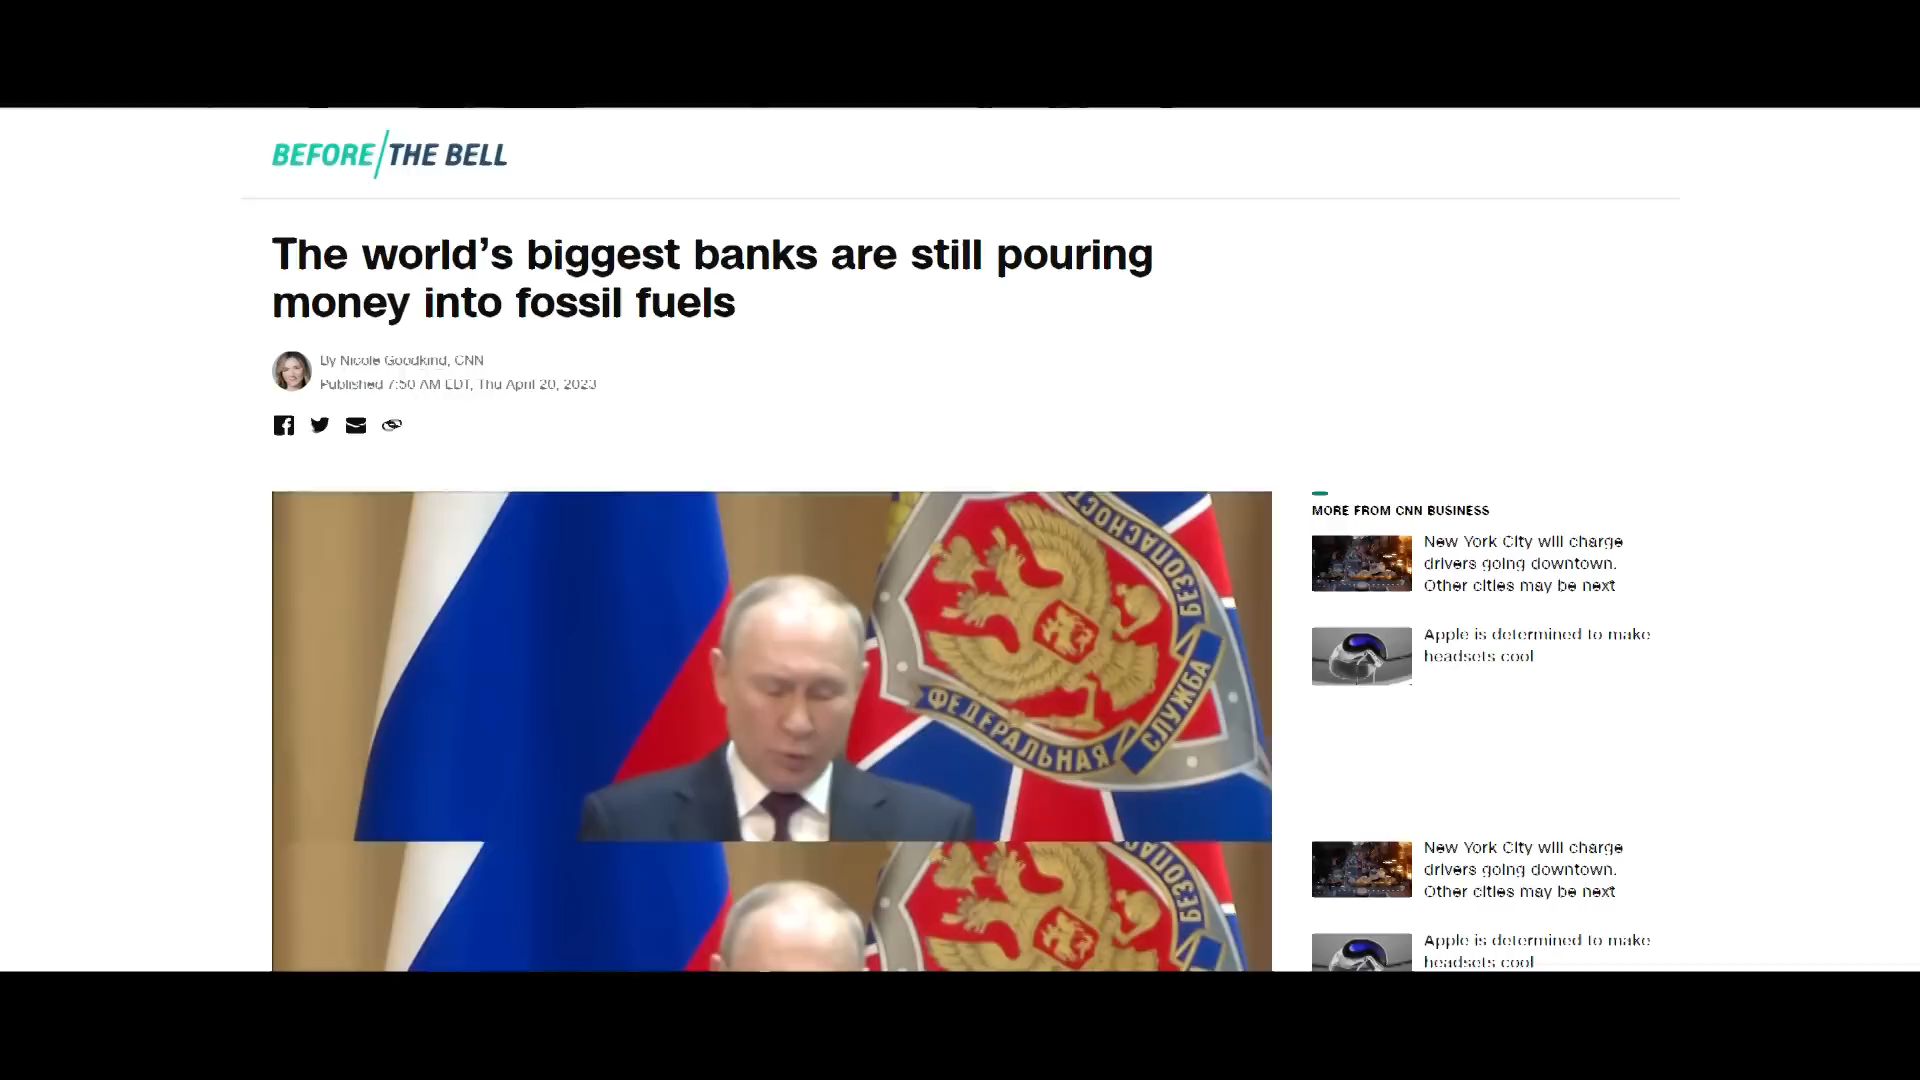 BEFORE/THE BELL
The world’s biggest banks are still pouring
money into fossil fuels
By Nicole Goodkind, CNN
Published 7:50 AM EDT, Thu April 20, 2023
MORE FROM CNN BUSINESS
New York City will charge
drivers going downtown.
Other cities may be next
Apple is determined to make
headsets cool
БЕЗОПАСНОСТ
ФЕДЕРАЛЬНАЯ
СЛУЖБА
New York City will charge
drivers going downtown.
Other cities may be next
Apple is determined to make
headsets cool
БЕЗОПАС